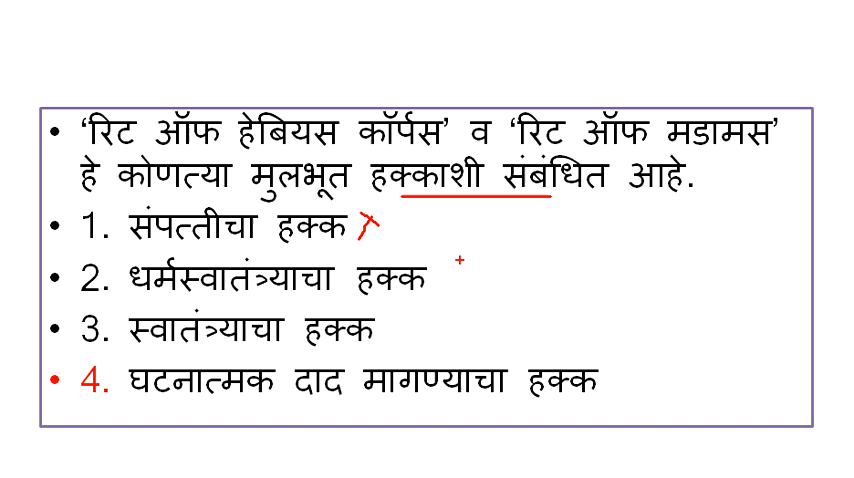 • ‘रिट ऑफ हेबियस कॉर्पस’ व ‘रिट ऑफ मडामस’
हे कोणत्या मुलभूत हक्काशी संबंधित आहे.
• 1. संपत्तीचा हक्क
• 2. धर्मस्वातंत्र्याचा हक्क
• 3. स्वातंत्र्याचा हक्क
• 4. घटनात्मक दाद मागण्याचा हक्क